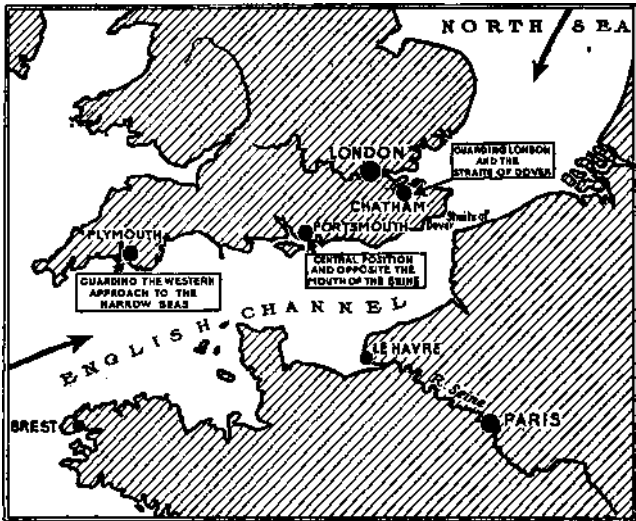 NORTH SEA
LONDON
GUARDING LONDON
AND THE
STRAITS OF DOVER
CHATHAM
Straits of
Dover
PORTSMOUTH
PLYMOUTH
CENTRAL POSITION
AND OPPOSITE THE
MOUTH OF THE SEINE
GUARDING THE WESTERN
APPROACH TO THE
NARROW SEAS
ENGLISH CHANNEL
LE HAVRE
R. Seine
BREST
PARIS